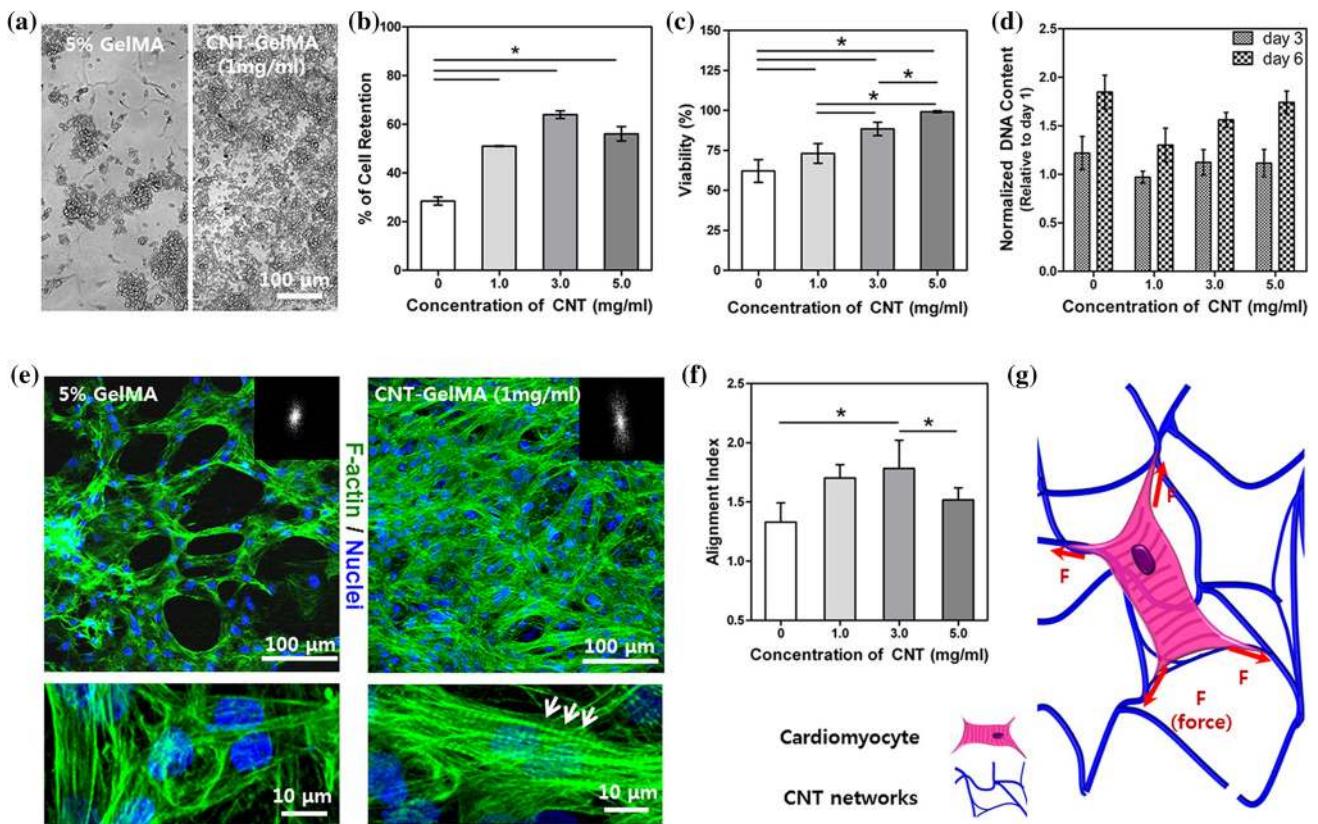 (a)
5% GelMA
CNT-GelMA
(1mg/ml)
100 μm
(b)
% of Cell Retention
100
80
60
40
20
0
*
0 1.0 3.0 5.0
Concentration of CNT (mg/ml)
(c)
Viability (%)
150
125
100
75
50
25
0
*
*
*
*
0 1.0 3.0 5.0
Concentration of CNT (mg/ml)
(d)
Normalized DNA Content
(Relative to day 1)
2.5
2.0
1.5
1.0
0.5
0.0
day 3
day 6
0 1.0 3.0 5.0
Concentration of CNT (mg/ml)
(e)
5% GelMA
100 μm
F-actin / Nuclei
CNT-GelMA (1mg/ml)
100 μm
10 μm
10 μm
(f)
Alignment Index
2.5
2.0
1.5
1.0
0.5
*
*
0 1.0 3.0 5.0
Concentration of CNT (mg/ml)
Cardiomyocyte
CNT networks
(g)
F
F
F
F
(force)